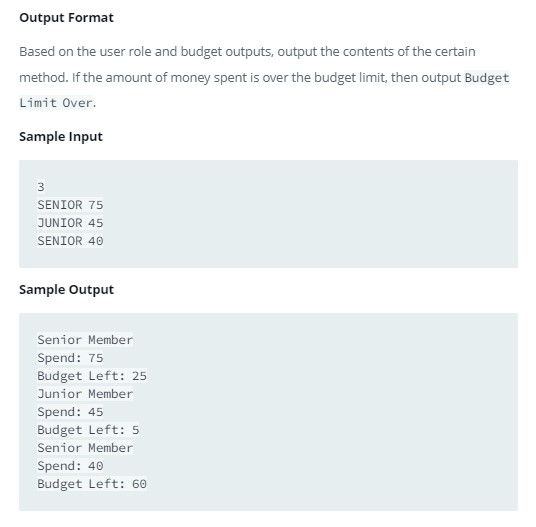 Output Format
Based on the user role and budget outputs, output the contents of the certain
method. If the amount of money spent is over the budget limit, then output Budget
Limit Over.
Sample Input
3
SENIOR 75
JUNIOR 45
SENIOR 40
Sample Output
Senior Member
Spend: 75
Budget Left: 25
Junior Member
Spend: 45
Budget Left: 5
Senior Member
Spend: 40
Budget Left: 60